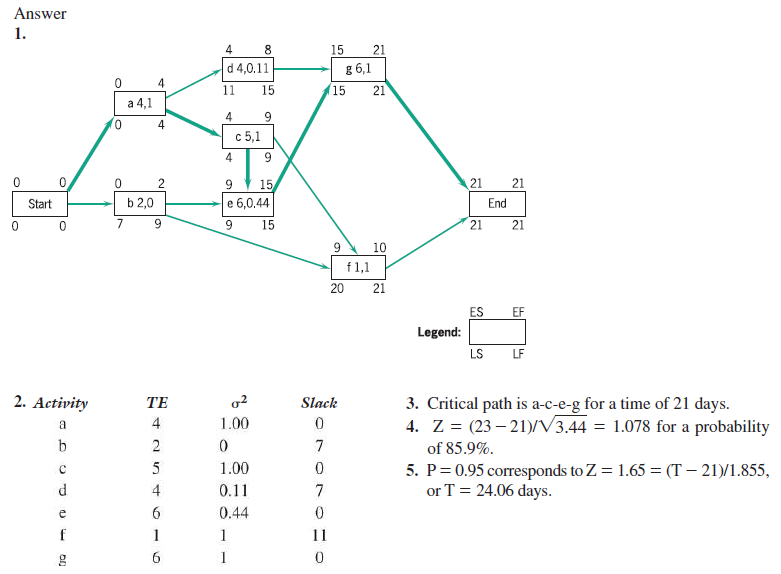 Answer
1.
4 8
d 4,0.11
11 15
15 21
g 6,1
15 21
0 4
a 4,1
0 4
4 9
c 5,1
4 9
0 0
Start
0 0
0 2
b 2,0
7 9
9 15
e 6,0.44
9 15
21 21
End
21 21
9 10
f 1,1
20 21
ES EF
Legend:
LS LF
2. Activity TE σ² Slack
a 4 1.00 0
b 2 0 7
c 5 1.00 0
d 4 0.11 7
e 6 0.44 0
f 1 1 11
g 6 1 0
3. Critical path is a-c-e-g for a time of 21 days.
4. Z = (23 – 21)/√3.44 = 1.078 for a probability
of 85.9%.
5. P = 0.95 corresponds to Z = 1.65 = (T – 21)/1.855,
or T = 24.06 days.